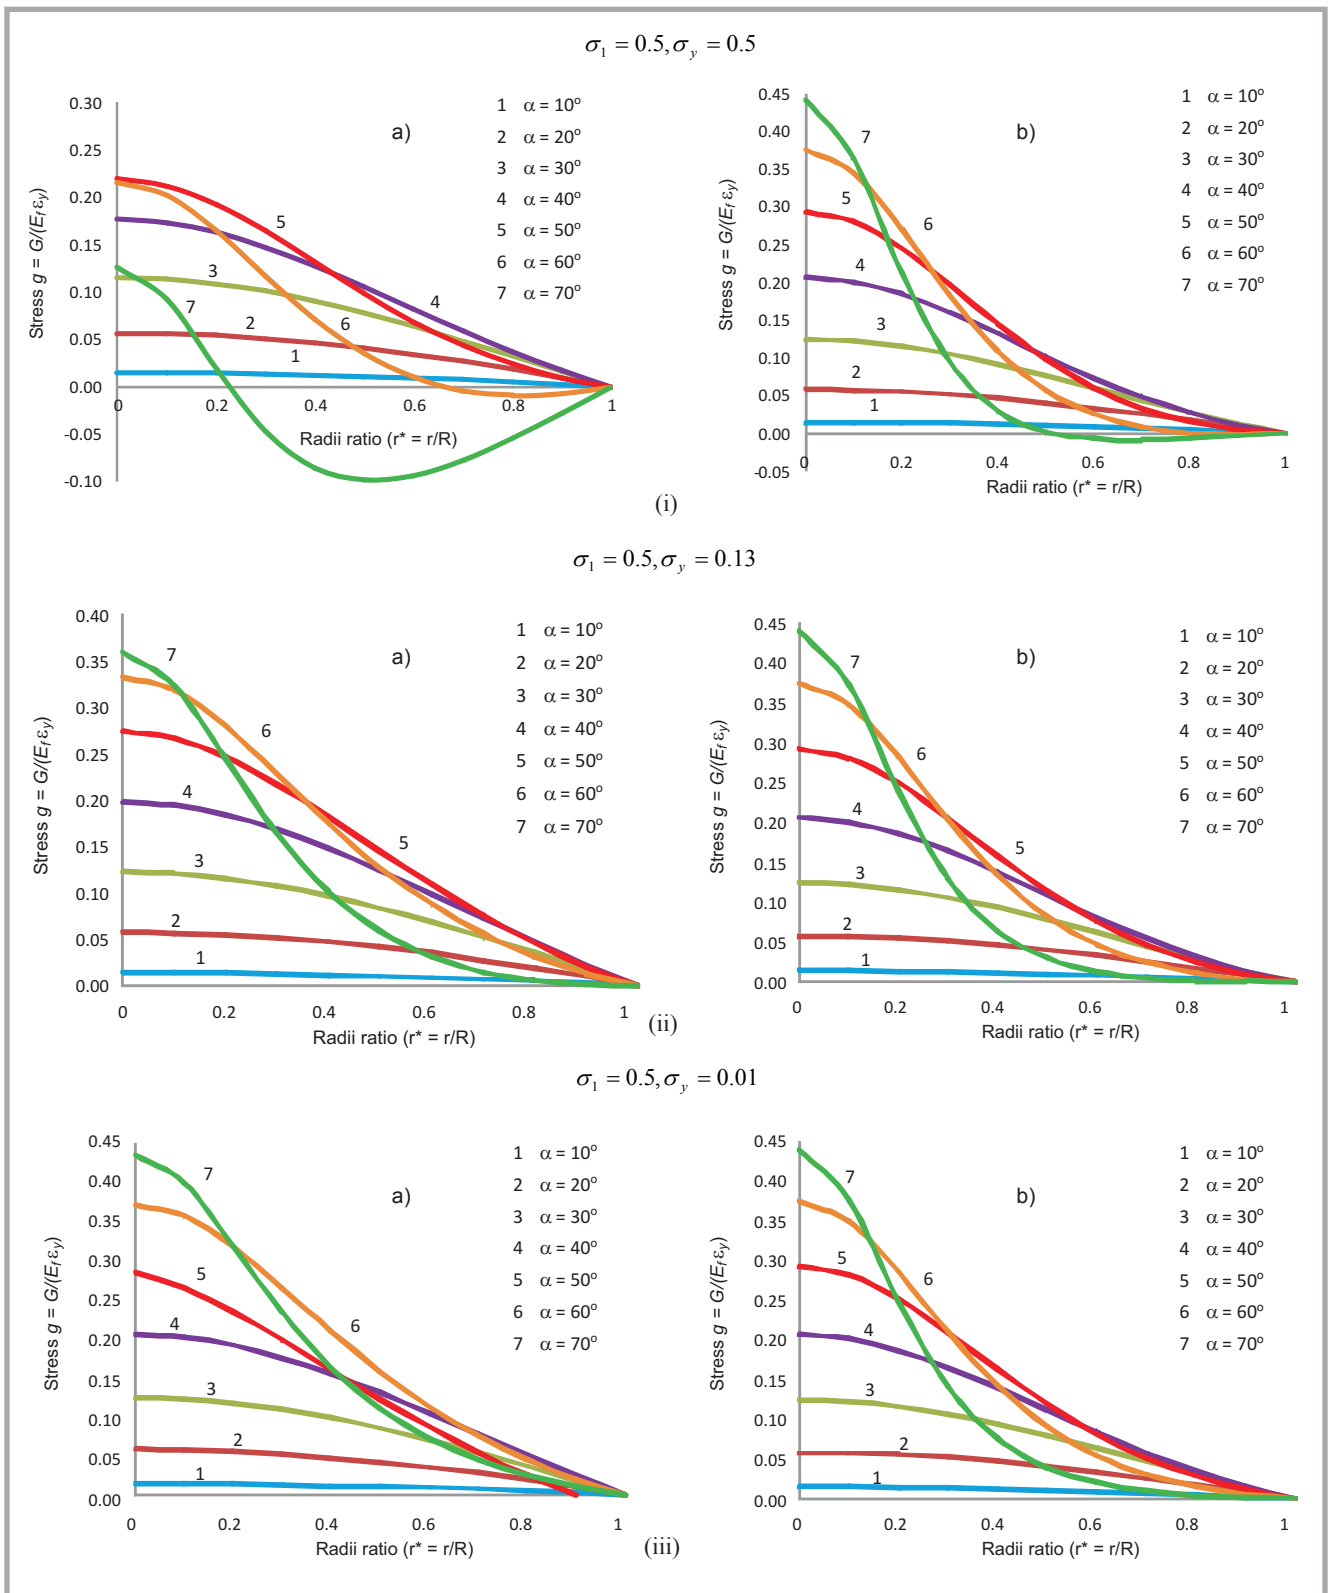 σ₁ = 0.5, σ_y = 0.5
a)
Stress g = G/(E_f ε_y)
0.30
0.25
0.20
0.15
0.10
0.05
0.00
-0.05
-0.10
0
0.2
0.4
0.6
0.8
1
Radii ratio (r* = r/R)
1 α = 10°
2 α = 20°
3 α = 30°
4 α = 40°
5 α = 50°
6 α = 60°
7 α = 70°
5
3
4
7
2
6
1
b)
Stress g = G/(E_f ε_y)
0.45
0.40
0.35
0.30
0.25
0.20
0.15
0.10
0.05
0.00
-0.05
0
0.2
0.4
0.6
0.8
1
Radii ratio (r* = r/R)
1 α = 10°
2 α = 20°
3 α = 30°
4 α = 40°
5 α = 50°
6 α = 60°
7 α = 70°
7
5
6
4
3
2
1
(i)
σ₁ = 0.5, σ_y = 0.13
a)
Stress g = G/(E_f ε_y)
0.40
0.35
0.30
0.25
0.20
0.15
0.10
0.05
0.00
0
0.2
0.4
0.6
0.8
1
Radii ratio (r* = r/R)
1 α = 10°
2 α = 20°
3 α = 30°
4 α = 40°
5 α = 50°
6 α = 60°
7 α = 70°
7
6
4
5
3
2
1
b)
Stress g = G/(E_f ε_y)
0.45
0.40
0.35
0.30
0.25
0.20
0.15
0.10
0.05
0.00
0
0.2
0.4
0.6
0.8
1
Radii ratio (r* = r/R)
1 α = 10°
2 α = 20°
3 α = 30°
4 α = 40°
5 α = 50°
6 α = 60°
7 α = 70°
7
6
4
5
3
2
1
(ii)
σ₁ = 0.5, σ_y = 0.01
a)
Stress g = G/(E_f ε_y)
0.45
0.40
0.35
0.30
0.25
0.20
0.15
0.10
0.05
0.00
0
0.2
0.4
0.6
0.8
1
Radii ratio (r* = r/R)
1 α = 10°
2 α = 20°
3 α = 30°
4 α = 40°
5 α = 50°
6 α = 60°
7 α = 70°
7
5
4
6
3
2
1
b)
Stress g = G/(E_f ε_y)
0.45
0.40
0.35
0.30
0.25
0.20
0.15
0.10
0.05
0.00
0
0.2
0.4
0.6
0.8
1
Radii ratio (r* = r/R)
1 α = 10°
2 α = 20°
3 α = 30°
4 α = 40°
5 α = 50°
6 α = 60°
7 α = 70°
7
5
6
4
3
2
1
(iii)